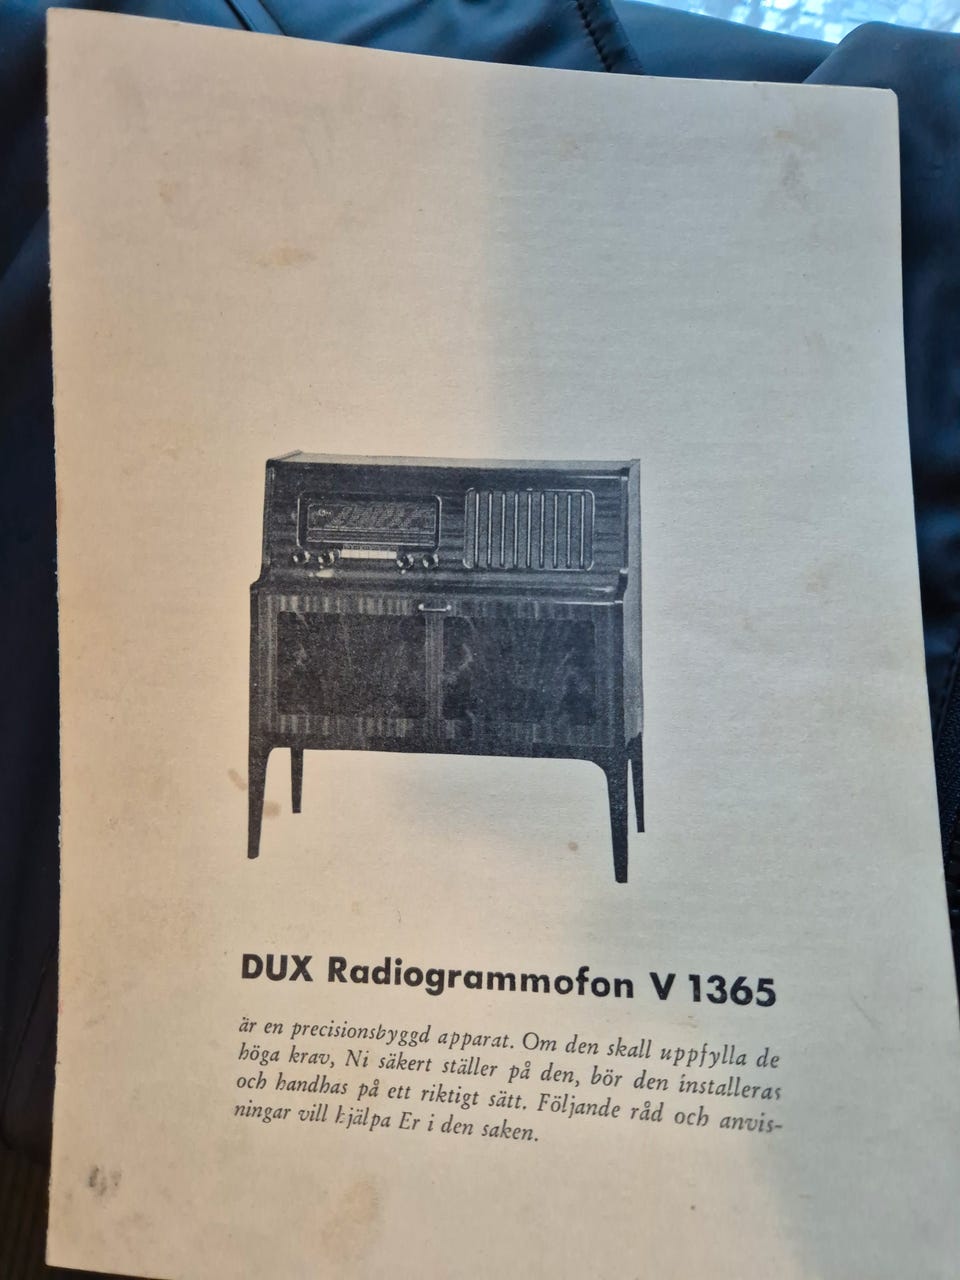 DUX Radiogrammofon V 1365
är en precisionsbyggd apparat. Om den skall uppfylla de
höga krav, Ni säkert ställer på den, bör den installeras
och handhas på ett riktigt sätt. Följande råd och anvis-
ningar vill hjälpa Er i den saken.